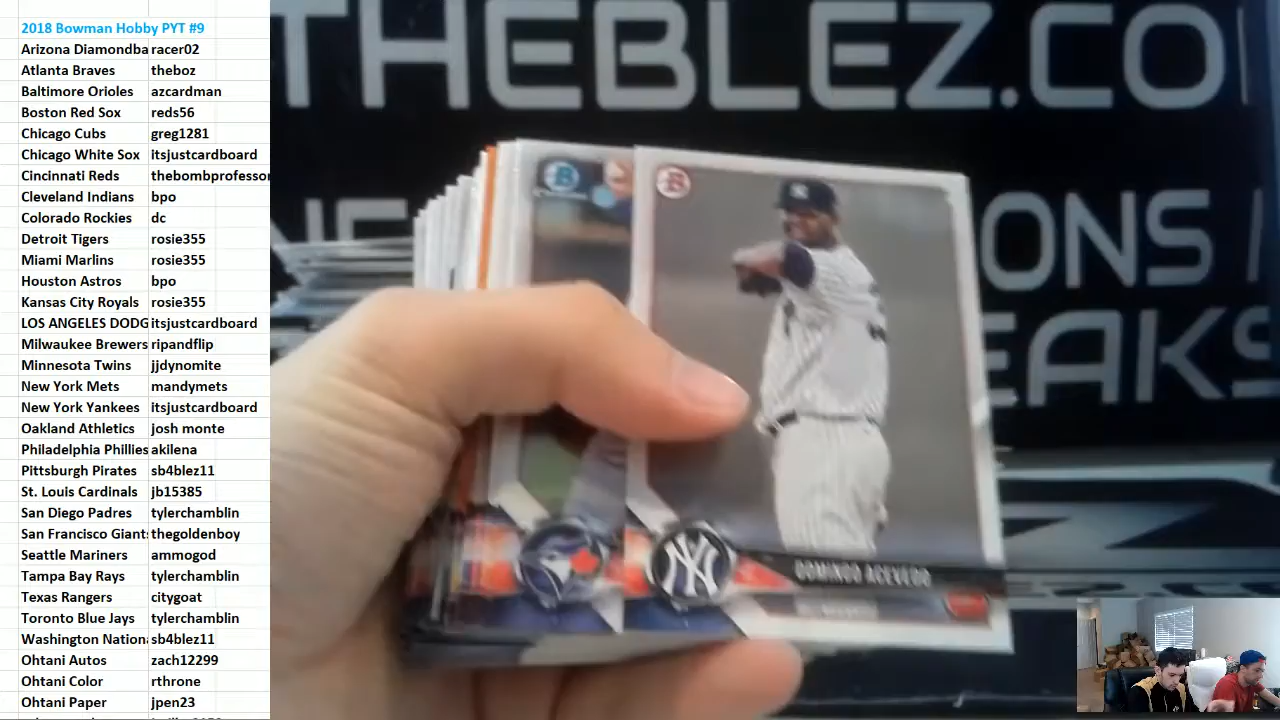 2018 Bowman Hobby PYT #9
Arizona Diamondba racer02
Atlanta Braves theboz
Baltimore Orioles azcardman
Boston Red Sox reds56
Chicago Cubs greg1281
Chicago White Sox itsjustcardboard
Cincinnati Reds thebombprofessor
Cleveland Indians bpo
Colorado Rockies dc
Detroit Tigers rosie355
Miami Marlins rosie355
Houston Astros bpo
Kansas City Royals rosie355
LOS ANGELES DODG itsjustcardboard
Milwaukee Brewers ripandflip
Minnesota Twins jjdynomite
New York Mets mandymets
New York Yankees itsjustcardboard
Oakland Athletics josh monte
Philadelphia Phillies akilena
Pittsburgh Pirates sb4blez11
St. Louis Cardinals jb15385
San Diego Padres tylerchamblin
San Francisco Giants thegoldenboy
Seattle Mariners ammogod
Tampa Bay Rays tylerchamblin
Texas Rangers citygoat
Toronto Blue Jays tylerchamblin
Washington Nation sb4blez11
Ohtani Autos zach12299
Ohtani Color rthrone
Ohtani Paper jpen23
THEBLEZ.CO
ONS
EAKS
B
B
NY
DOMINGO ACEVEDO